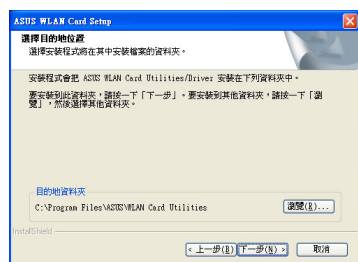 ASUS WLAN Card Setup
選擇目的地位置
選擇安裝程式將在其中安裝檔案的資料夾。
安裝程式會把 ASUS WLAN Card Utilities/Driver 安裝在下列資料夾中。
要安裝到此資料夾，請按一下「下一步」。要安裝到其他資料夾，請按一下「瀏
覽」，然後選擇其他資料夾。
目的地資料夾
C:\Program Files\ASUS\WLAN Card Utilities
瀏覽(R)...
InstallShield
< 上一步(B)
下一步(N) >
取消